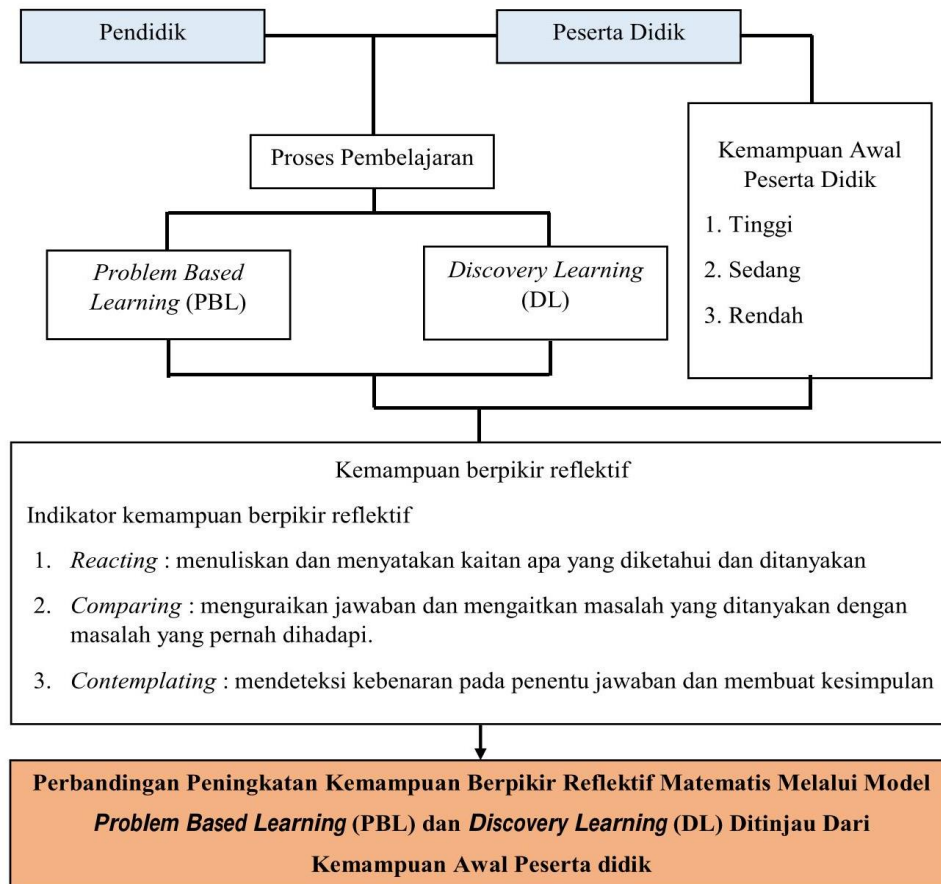 Pendidik
Peserta Didik
Proses Pembelajaran
Kemampuan Awal
Peserta Didik
1. Tinggi
2. Sedang
3. Rendah
Problem Based
Learning (PBL)
Discovery Learning
(DL)
Kemampuan berpikir reflektif
Indikator kemampuan berpikir reflektif
1. Reacting : menuliskan dan menyatakan kaitan apa yang diketahui dan ditanyakan
2. Comparing : menguraikan jawaban dan mengaitkan masalah yang ditanyakan dengan
masalah yang pernah dihadapi.
3. Contemplating : mendeteksi kebenaran pada penentu jawaban dan membuat kesimpulan
Perbandingan Peningkatan Kemampuan Berpikir Reflektif Matematis Melalui Model
Problem Based Learning (PBL) dan Discovery Learning (DL) Ditinjau Dari
Kemampuan Awal Peserta didik